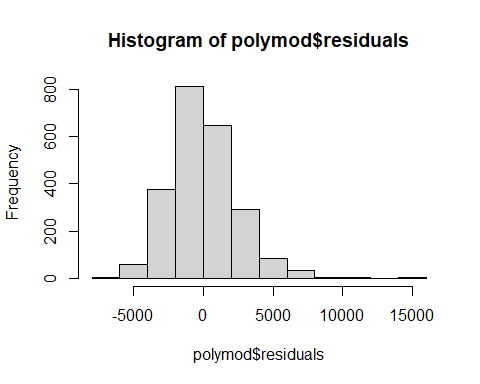 Histogram of polymod$residuals
Frequency
0 200 400 600 800
-5000 0 5000 10000 15000
polymod$residuals